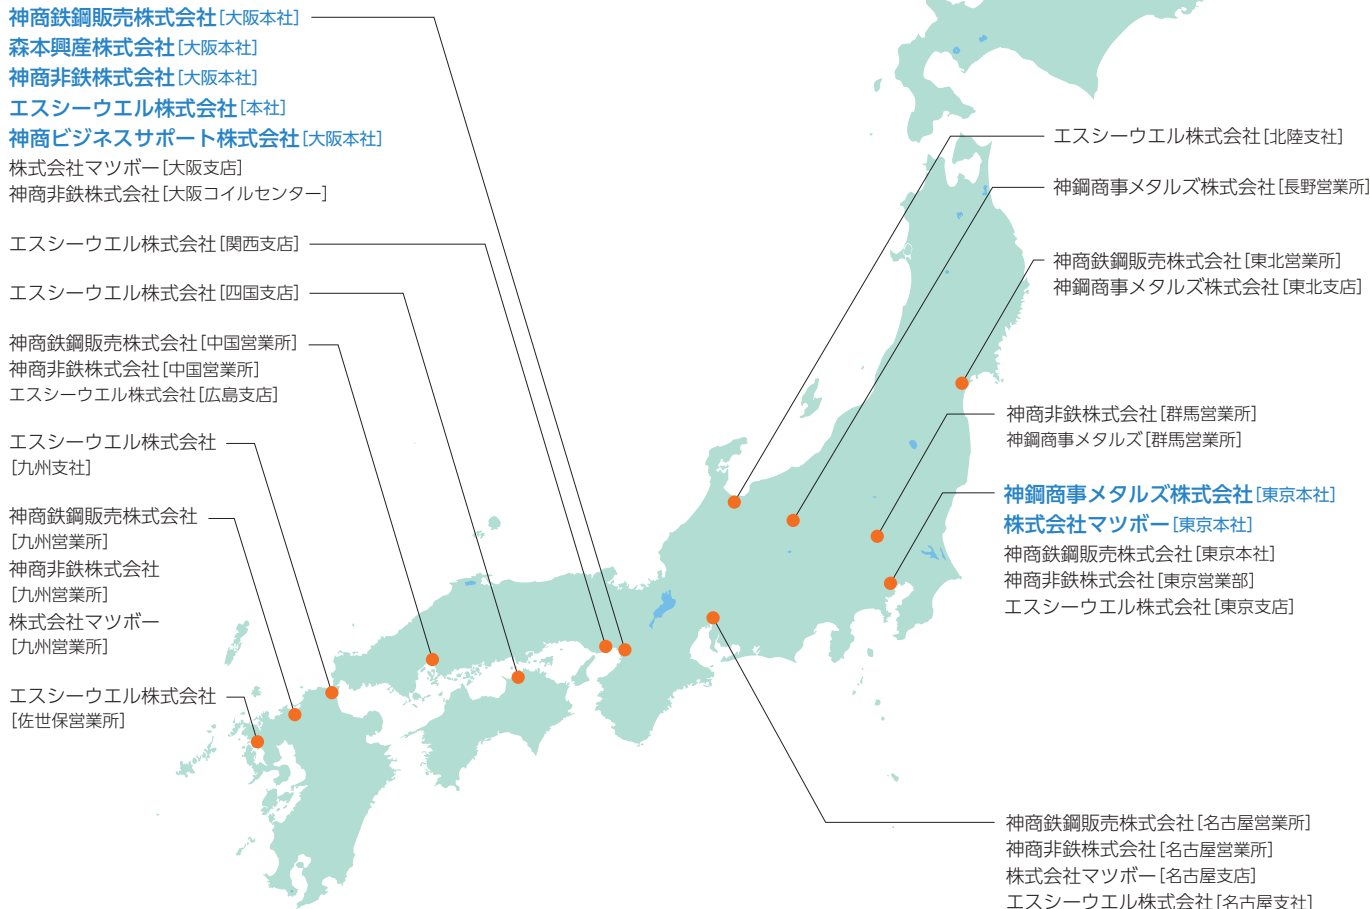 神商鉄鋼販売株式会社[大阪本社]
森本興産株式会社[大阪本社]
神商非鉄株式会社[大阪本社]
エスシーウエル株式会社[本社]
神商ビジネスサポート株式会社[大阪本社]
株式会社マツボー[大阪支店]
神商非鉄株式会社[大阪コイルセンター]
エスシーウエル株式会社[関西支店]
エスシーウエル株式会社[四国支店]
神商鉄鋼販売株式会社[中国営業所]
神商非鉄株式会社[中国営業所]
エスシーウエル株式会社[広島支店]
エスシーウエル株式会社
[九州支社]
神商鉄鋼販売株式会社
[九州営業所]
神商非鉄株式会社
[九州営業所]
株式会社マツボー
[九州営業所]
エスシーウエル株式会社
[佐世保営業所]
エスシーウエル株式会社[北陸支社]
神鋼商事メタルズ株式会社[長野営業所]
神商鉄鋼販売株式会社[東北営業所]
神鋼商事メタルズ株式会社[東北支店]
神商非鉄株式会社[群馬営業所]
神鋼商事メタルズ[群馬営業所]
神鋼商事メタルズ株式会社[東京本社]
株式会社マツボー[東京本社]
神商鉄鋼販売株式会社[東京本社]
神商非鉄株式会社[東京営業部]
エスシーウエル株式会社[東京支店]
神商鉄鋼販売株式会社[名古屋営業所]
神商非鉄株式会社[名古屋営業所]
株式会社マツボー[名古屋支店]
エスシーウエル株式会社[名古屋支社]